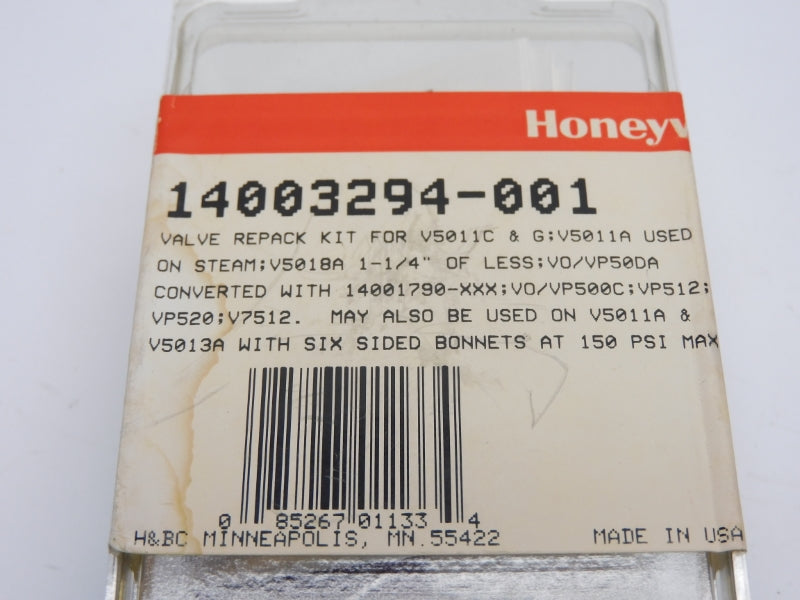 Honeyw
14003294-001
VALVE REPACK KIT FOR V5011C & G;V5011A USED
ON STEAM;V5018A 1-1/4" OF LESS;VO/VP50DA
CONVERTED WITH 14001790-XXX;VO/VP500C;VP512;
VP520;V7512. MAY ALSO BE USED ON V5011A &
V5013A WITH SIX SIDED BONNETS AT 150 PSI MAX
0 85267 01133 4
H&BC MINNEAPOLIS, MN.55422 MADE IN USA